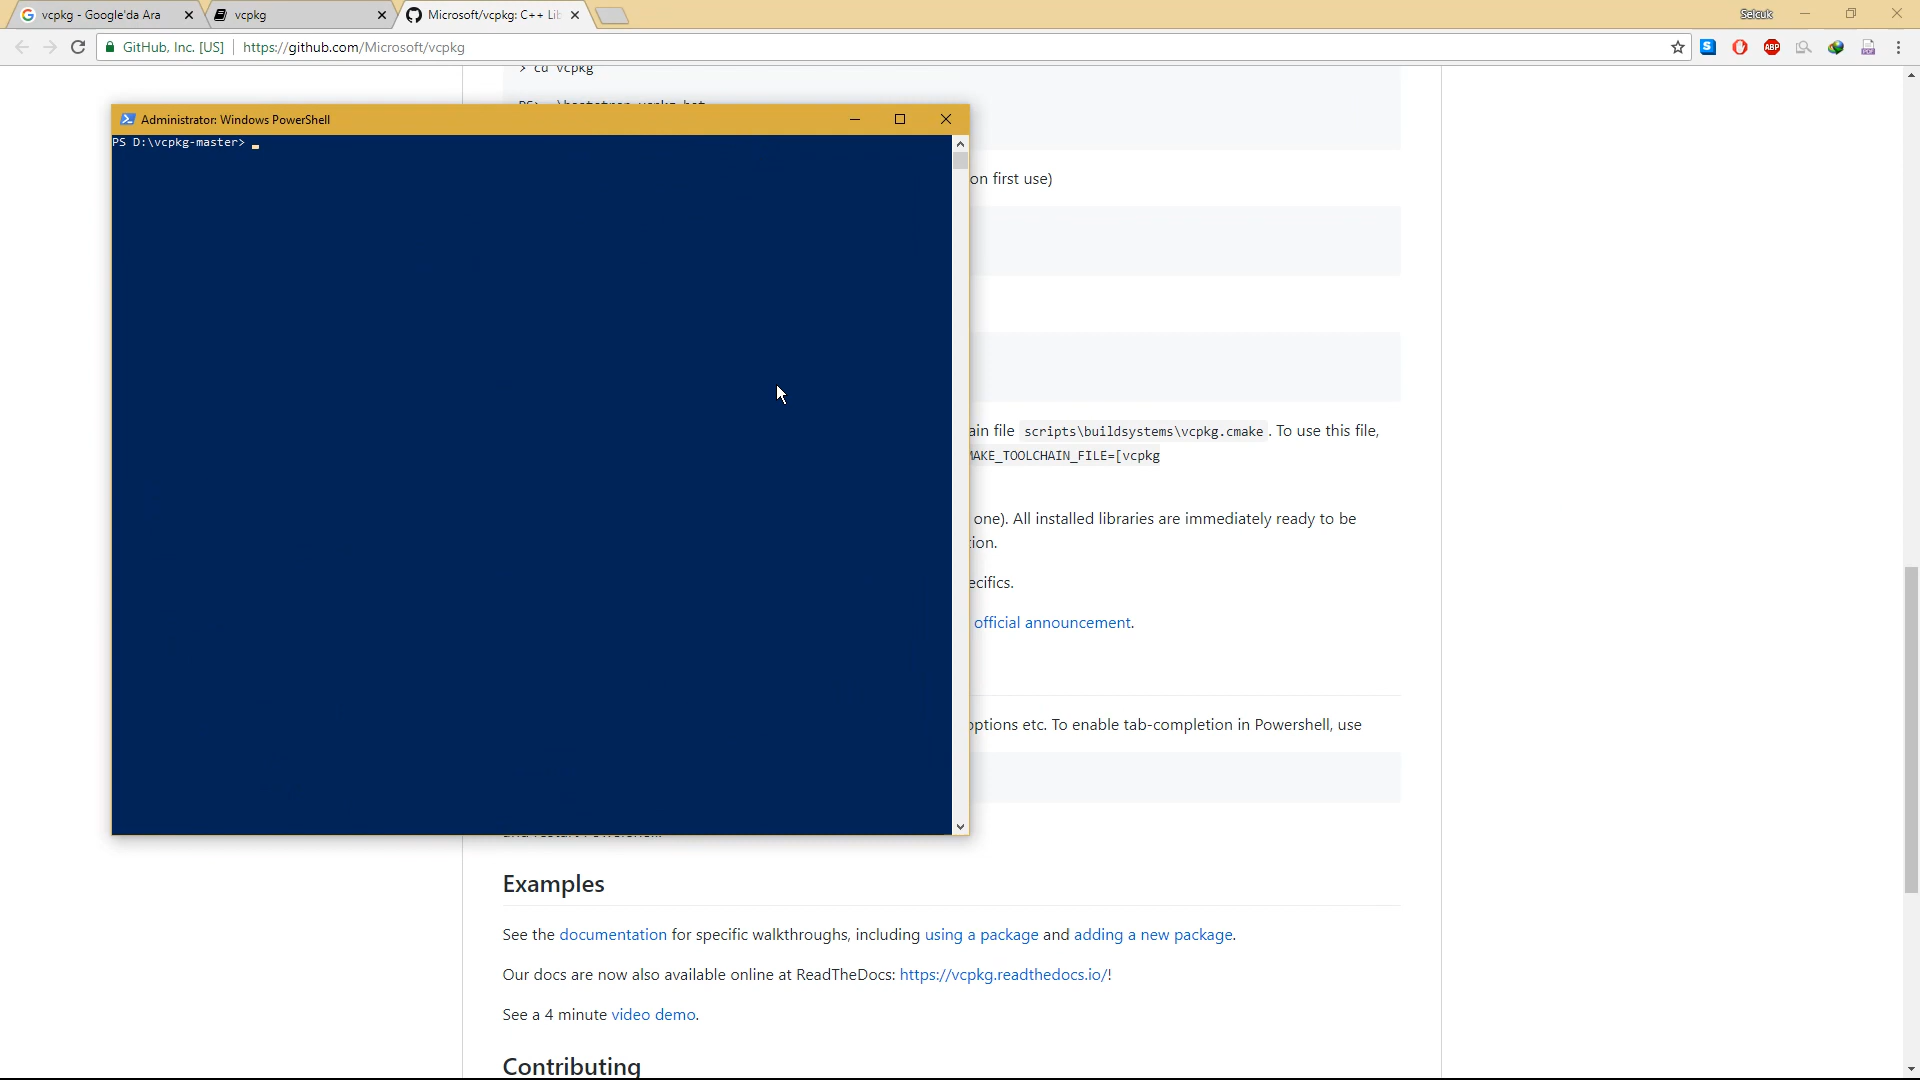 vcpkg - Google'da Ara
vcpkg
Microsoft/vcpkg: C++ Lib
Selcuk
GitHub, Inc. [US]
https://github.com/Microsoft/vcpkg
S
ABP
PDF
> cd vcpkg
Administrator: Windows PowerShell
PS D:\vcpkg-master>
on first use)
ain file scripts\buildsystems\vcpkg.cmake. To use this file,
MAKE_TOOLCHAIN_FILE=[vcpkg
one). All installed libraries are immediately ready to be
tion.
ecifics.
official announcement.
options etc. To enable tab-completion in Powershell, use
Examples
See the documentation for specific walkthroughs, including using a package and adding a new package.
Our docs are now also available online at ReadTheDocs: https://vcpkg.readthedocs.io/!
See a 4 minute video demo.
Contributing